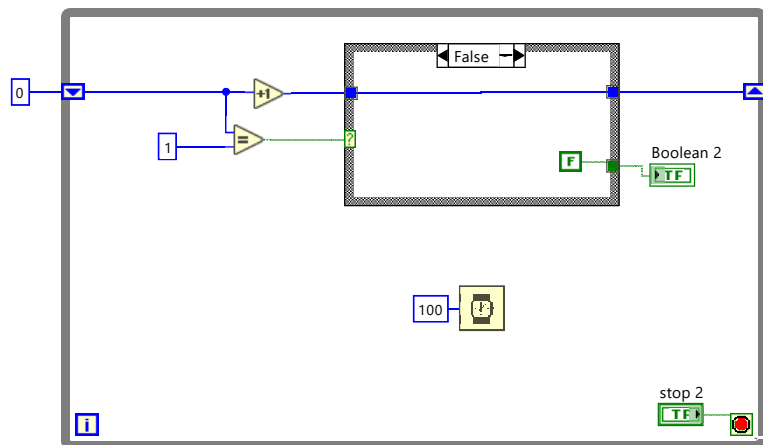 False
0
+1
=
1
?
Boolean 2
F
TF
100
stop 2
TF
i